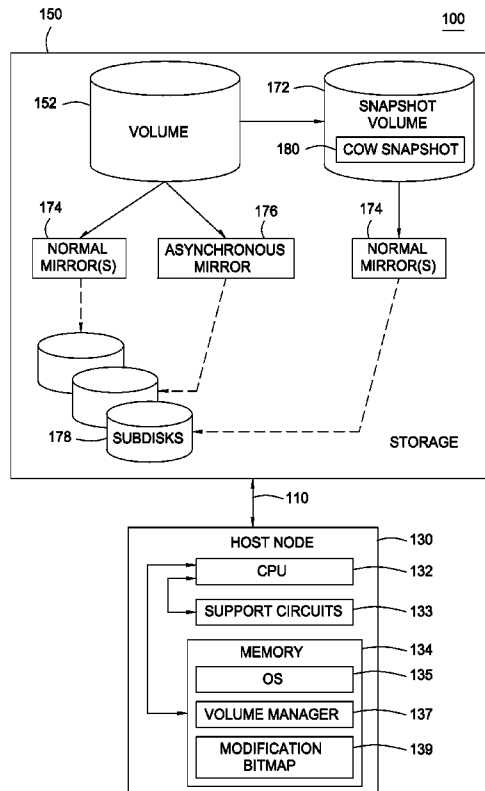 100
150
152
VOLUME
172
SNAPSHOT
VOLUME
180
COW SNAPSHOT
174
NORMAL
MIRROR(S)
176
ASYNCHRONOUS
MIRROR
174
NORMAL
MIRROR(S)
178
SUBDISKS
STORAGE
110
HOST NODE
130
CPU
132
SUPPORT CIRCUITS
133
MEMORY
134
OS
135
VOLUME MANAGER
137
MODIFICATION
BITMAP
139